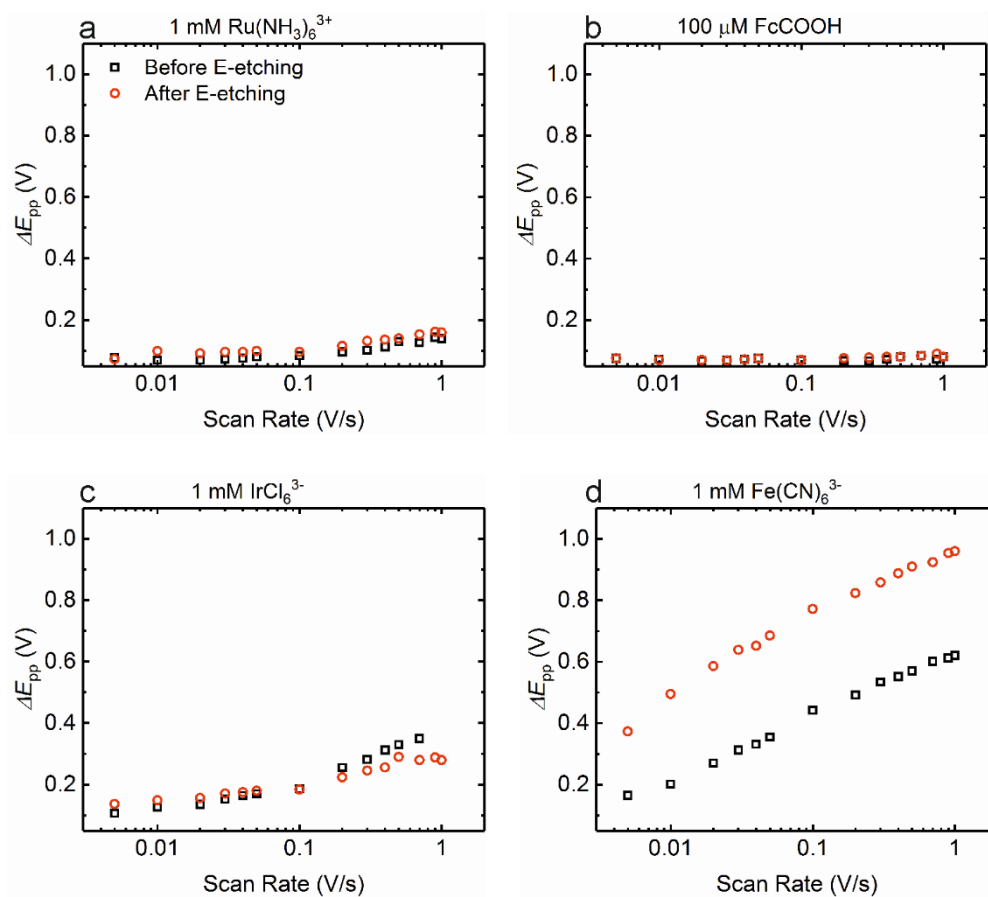 a
1 mM Ru(NH₃)₆³⁺
Before E-etching
After E-etching
1.0
0.8
0.6
0.4
0.2
ΔEpp (V)
0.01
0.1
1
Scan Rate (V/s)
b
100 μM FcCOOH
1.0
0.8
0.6
0.4
0.2
ΔEpp (V)
0.01
0.1
1
Scan Rate (V/s)
c
1 mM IrCl₆³⁻
1.0
0.8
0.6
0.4
0.2
ΔEpp (V)
0.01
0.1
1
Scan Rate (V/s)
d
1 mM Fe(CN)₆³⁻
1.0
0.8
0.6
0.4
0.2
ΔEpp (V)
0.01
0.1
1
Scan Rate (V/s)